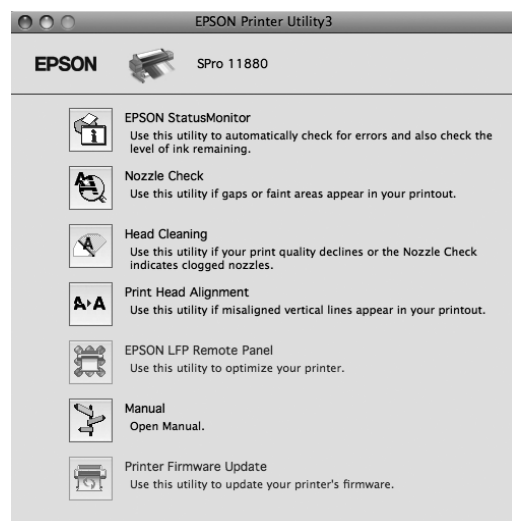 EPSON Printer Utility3
EPSON
SPro 11880
EPSON StatusMonitor
Use this utility to automatically check for errors and also check the
level of ink remaining.
Nozzle Check
Use this utility if gaps or faint areas appear in your printout.
Head Cleaning
Use this utility if your print quality declines or the Nozzle Check
indicates clogged nozzles.
Print Head Alignment
Use this utility if misaligned vertical lines appear in your printout.
EPSON LFP Remote Panel
Use this utility to optimize your printer.
Manual
Open Manual.
Printer Firmware Update
Use this utility to update your printer's firmware.